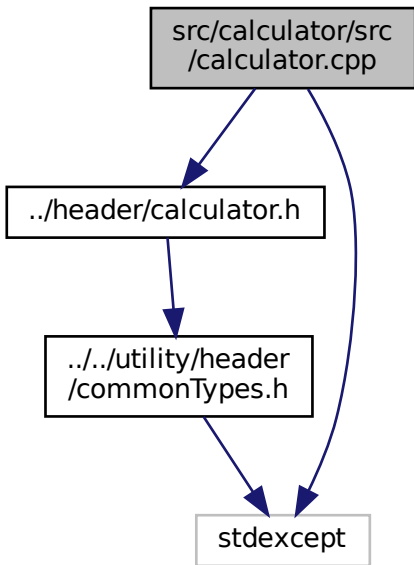 src/calculator/src
/calculator.cpp
../header/calculator.h
../../utility/header
/commonTypes.h
stdexcept